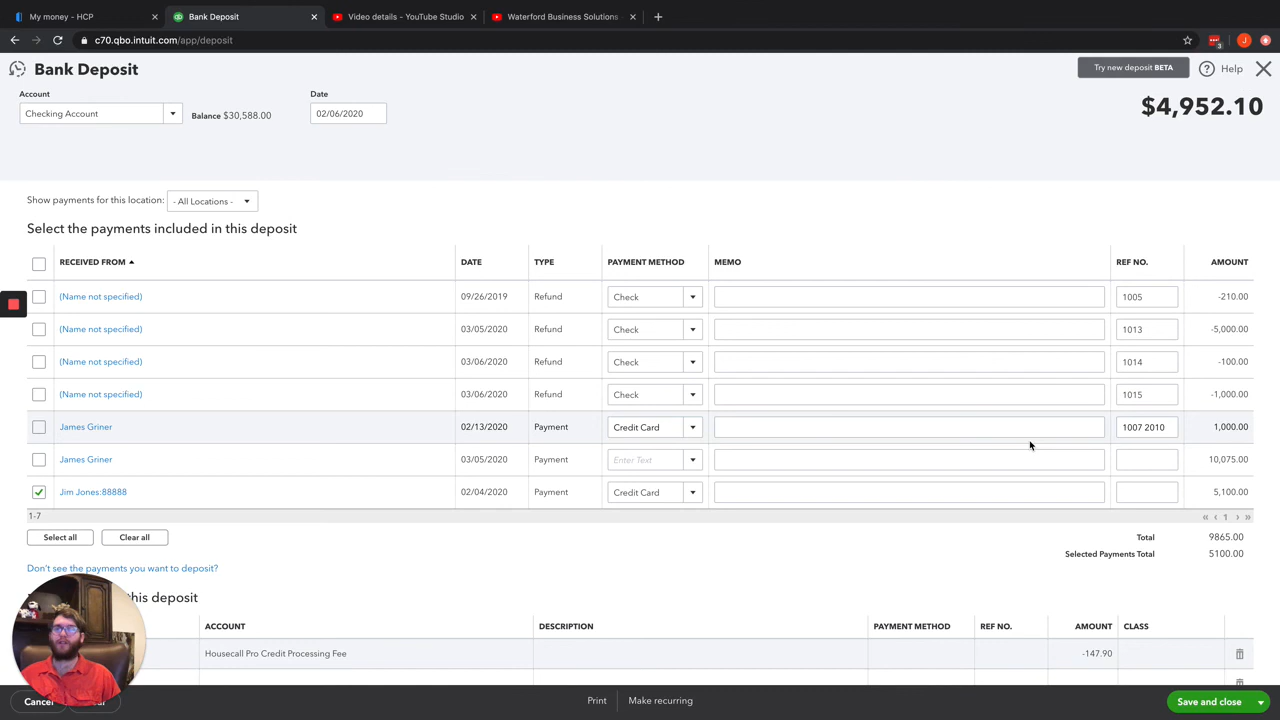 My money - HCP
Bank Deposit
Video details - YouTube Studio
Waterford Business Solutions
c70.qbo.intuit.com/app/deposit
3
J
Bank Deposit
Try new deposit BETA
Help
Account
Date
Checking Account
Balance $30,588.00
02/06/2020
$4,952.10
Show payments for this location:
- All Locations -
Select the payments included in this deposit
RECEIVED FROM DATE TYPE PAYMENT METHOD MEMO REF NO. AMOUNT
(Name not specified) 09/26/2019 Refund Check 1005 -210.00
(Name not specified) 03/05/2020 Refund Check 1013 -5,000.00
(Name not specified) 03/06/2020 Refund Check 1014 -100.00
(Name not specified) 03/06/2020 Refund Check 1015 -1,000.00
James Griner 02/13/2020 Payment Credit Card 1007 2010 1,000.00
James Griner 03/05/2020 Payment Enter Text 10,075.00
Jim Jones:88888 02/04/2020 Payment Credit Card 5,100.00
1-7
« ‹ 1 › »
Select all
Clear all
Total 9865.00
Selected Payments Total 5100.00
Don't see the payments you want to deposit?
this deposit
ACCOUNT DESCRIPTION PAYMENT METHOD REF NO. AMOUNT CLASS
Housecall Pro Credit Processing Fee -147.90
Cancel
Print
Make recurring
Save and close